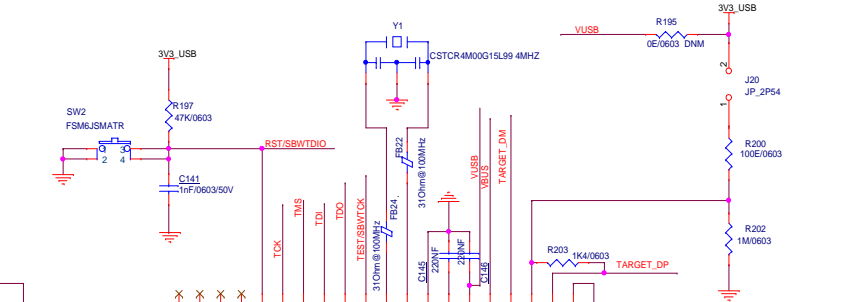 3V3_USB
R195
VUSB
0E/0603 DNM
Y1
CSTCR4M00G15L99 4MHZ
3V3_USB
2
J20
JP_2P54
1
R197
47K/0603
SW2
FSM6JSMATR
1 3
2 4
RST/SBWTDIO
R200
100E/0603
C141
1nF/0603/50V
FB22
31Ohm@100MHz
VUSB
VBUS
TARGET_DM
TCK
TMS
TDI
TDO
TEST/SBWTCK
31Ohm@100MHz
FB24
C145
220NF
220NF
C146
R202
1M/0603
R203
1K4/0603
TARGET_DP